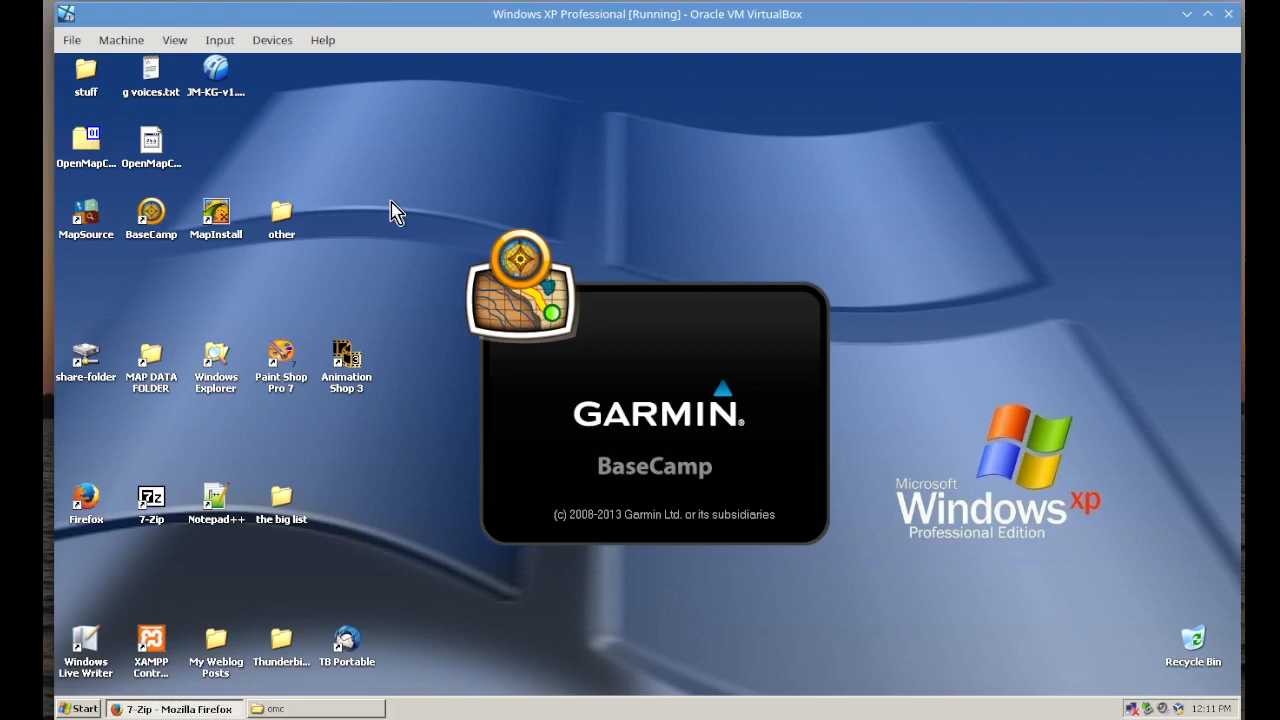 Windows XP Professional [Running] - Oracle VM VirtualBox
File Machine View Input Devices Help
stuff
g voices.txt
JM-KG-v1....
OpenMapC...
OpenMapC...
MapSource
BaseCamp
MapInstall
other
GARMIN®
BaseCamp
(c) 2008-2013 Garmin Ltd. or its subsidiaries
share-folder
MAP DATA
FOLDER
Windows
Explorer
Paint Shop
Pro 7
Animation
Shop 3
Microsoft
Windows xp
Professional Edition
Firefox
7z
7-Zip
Notepad++
the big list
Windows
Live Writer
XAMPP
Contr...
My Weblog
Posts
Thunderbi...
TB Portable
Recycle Bin
Start
7-Zip - Mozilla Firefox
omc
12:11 PM